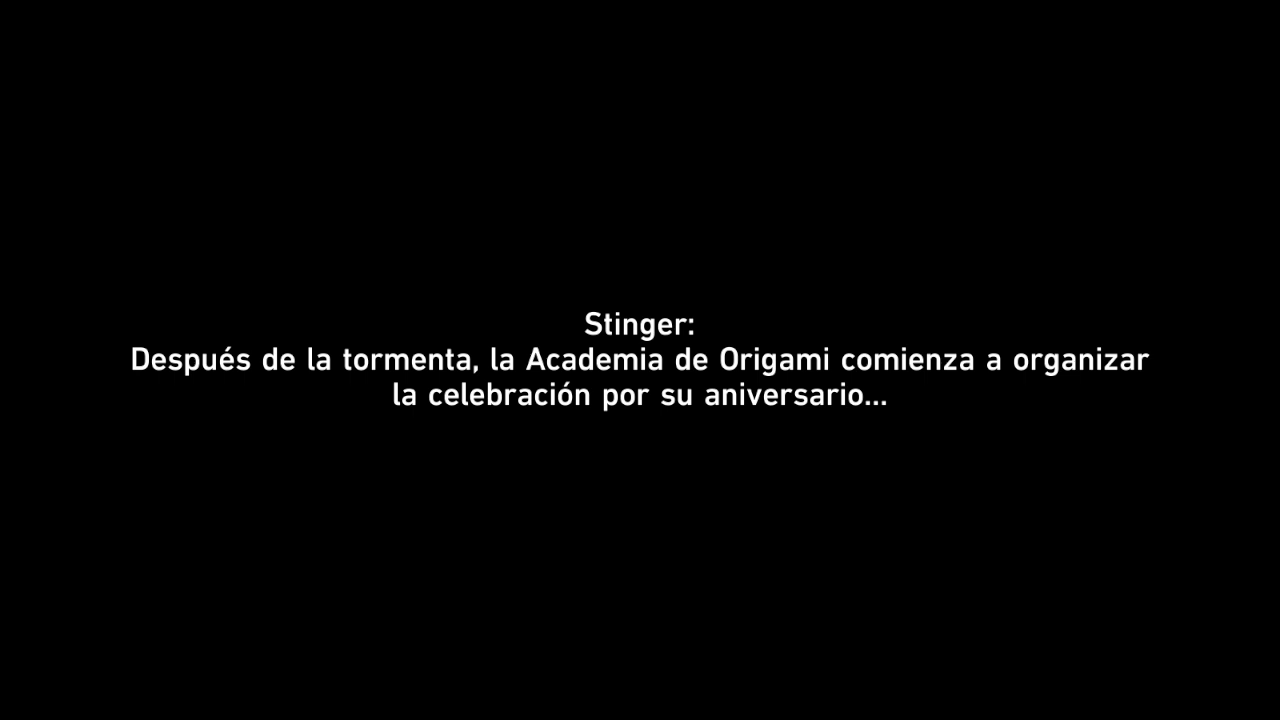 Stinger:
Después de la tormenta, la Academia de Origami comienza a organizar
la celebración por su aniversario...